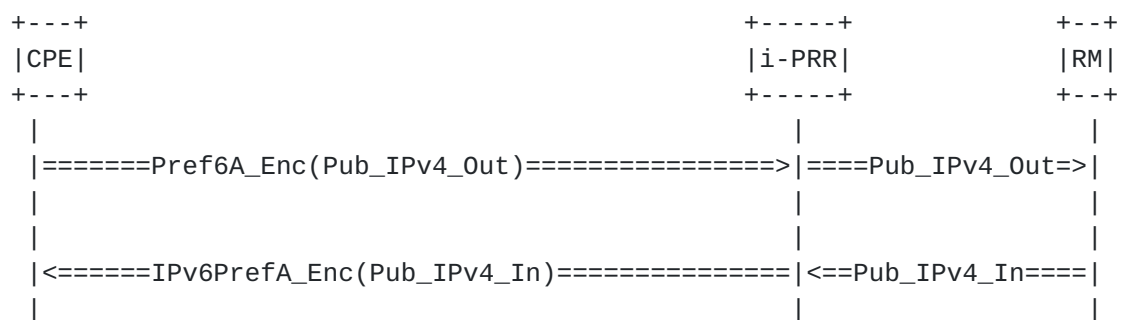 +---+                                          +-----+             +--+
|CPE|                                          |i-PRR|             |RM|
+---+                                          +-----+             +--+
 |                                                |                  |
 |=======Pref6A_Enc(Pub_IPv4_Out)================>|====Pub_IPv4_Out=>|
 |                                                |                  |
 |                                                |                  |
 |<======IPv6PrefA_Enc(Pub_IPv4_In)===============|<==Pub_IPv4_In====|
 |                                                |                  |